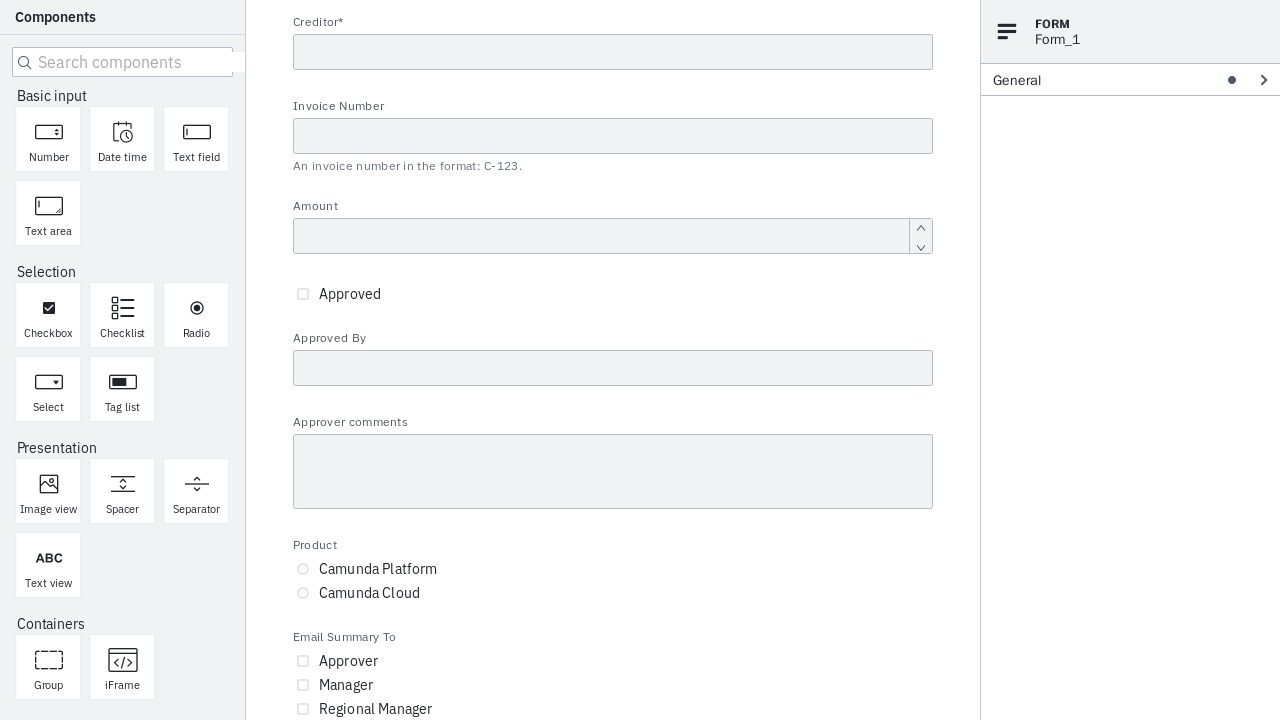 Components
Search components
Basic input
Number
Date time
Text field
Text area
Selection
Checkbox
Checklist
Radio
Select
Tag list
Presentation
Image view
Spacer
Separator
ABC
Text view
Containers
Group
iFrame
Creditor*
Invoice Number
An invoice number in the format: C-123.
Amount
Approved
Approved By
Approver comments
Product
Camunda Platform
Camunda Cloud
Email Summary To
Approver
Manager
Regional Manager
FORM
Form_1
General